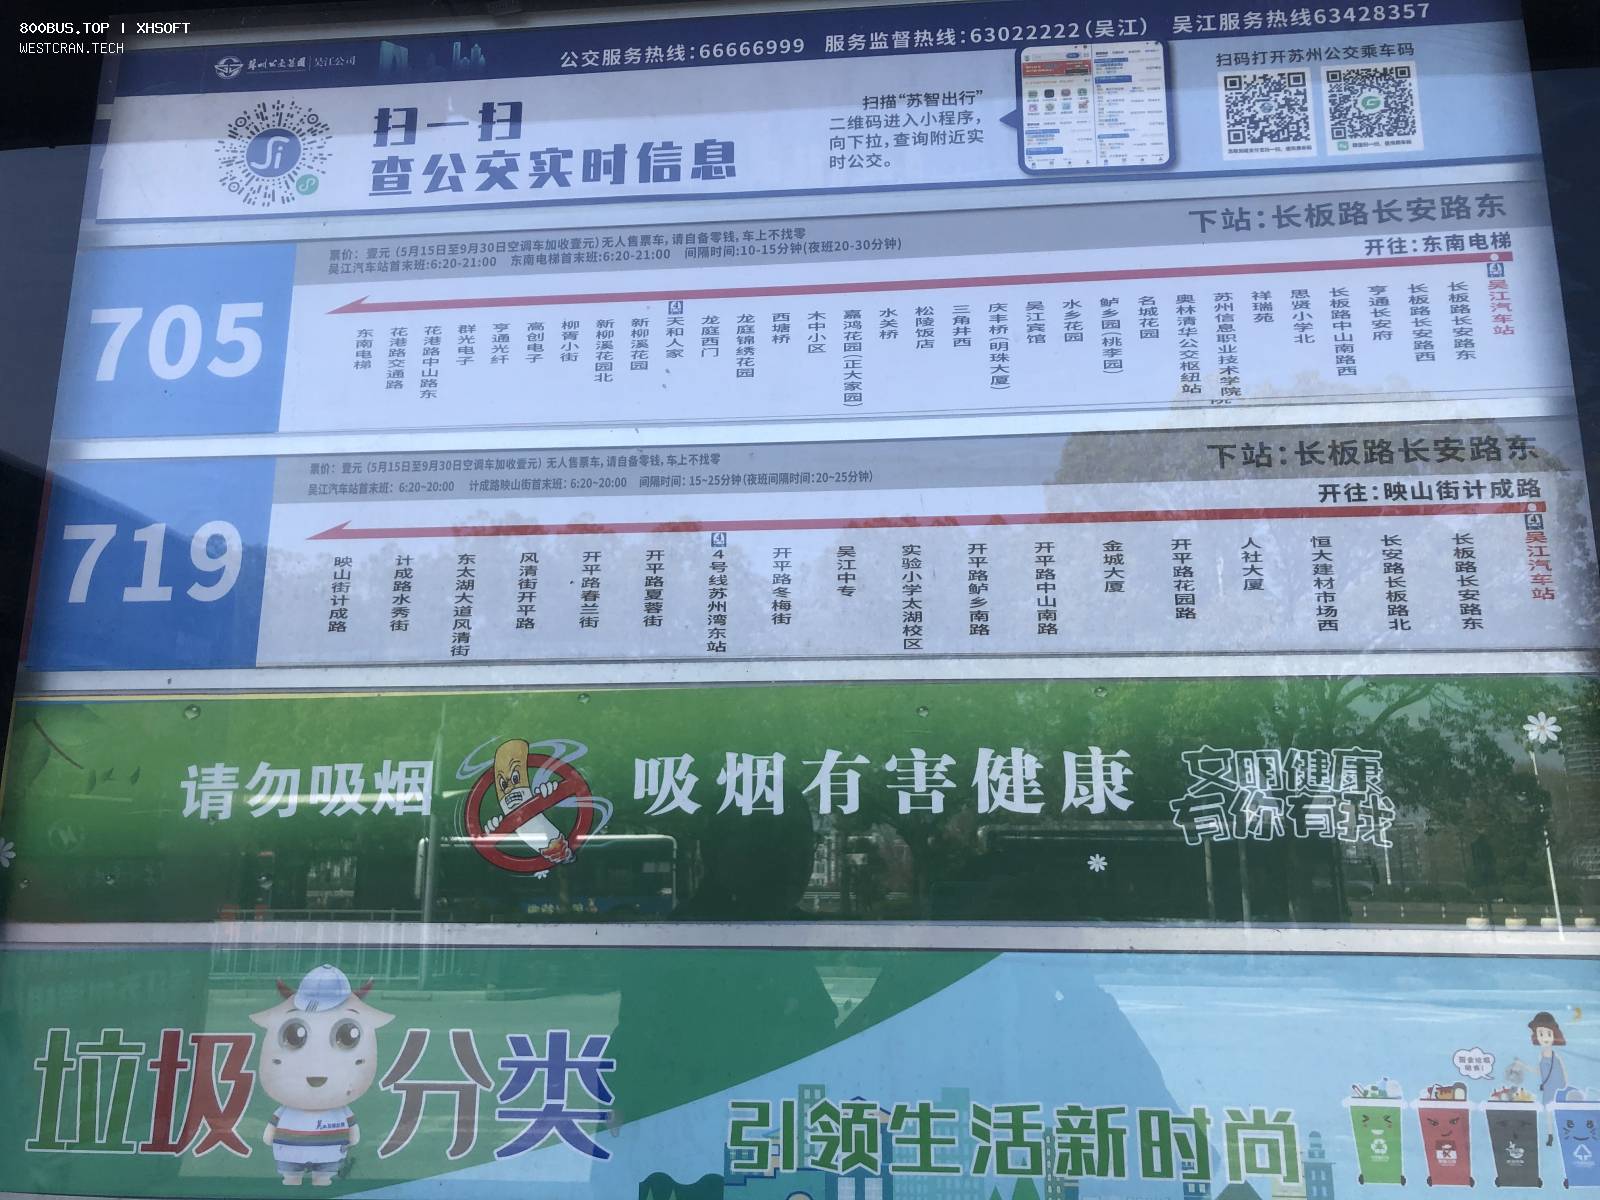 800BUS.TOP | XHSOFT
WESTCRAN.TECH
苏州公交集团 吴江公司
公交服务热线:66666999 服务监督热线:63022222(吴江) 吴江服务热线63428357
扫一扫
查公交实时信息
扫描“苏智出行”
二维码进入小程序,
向下拉,查询附近实
时公交。
扫码打开苏州公交乘车码
705
票价: 壹元 (5月15日至9月30日空调车加收壹元) 无人售票车, 请自备零钱, 车上不找零
吴江汽车站首末班:6:20-21:00 东南电梯首末班:6:20-21:00 间隔时间:10-15分钟(夜班20-30分钟)
下站:长板路长安路东
开往:东南电梯
东南电梯
花港路交通路
花港路中山路东
群光电子
亨通光纤
高创电子
柳胥小街
新柳溪花园北
新柳溪花园
天和人家
龙庭西门
龙庭锦绣花园
西塘桥
木中小区
嘉鸿花园(正大家园)
水关桥
松陵饭店
三角井西
庆丰桥(明珠大厦)
吴江宾馆
水乡花园
鲈乡园(桃李园)
名城花园
奥林清华公交枢纽站
苏州信息职业技术学院
祥瑞苑
思贤小学北
长板路中山南路西
亨通长安府
长板路长安路西
长板路长安路东
吴江汽车站
719
票价: 壹元 (5月15日至9月30日空调车加收壹元) 无人售票车, 请自备零钱, 车上不找零
吴江汽车站首末班: 6:20~20:00 计成路映山街首末班: 6:20~20:00 间隔时间: 15~25分钟(夜班间隔时间:20~25分钟)
下站:长板路长安路东
开往:映山街计成路
映山街计成路
计成路水秀街
东太湖大道风清街
风清街开平路
开平路春兰街
开平路夏蓉街
4号线苏州湾东站
开平路冬梅街
吴江中专
实验小学太湖校区
开平路鲈乡南路
开平路中山南路
金城大厦
开平路花园路
人社大厦
恒大建材市场西
长安路长板路北
长板路长安路东
吴江汽车站
请勿吸烟
吸烟有害健康
文明健康
有你有我
垃圾分类
引领生活新时尚